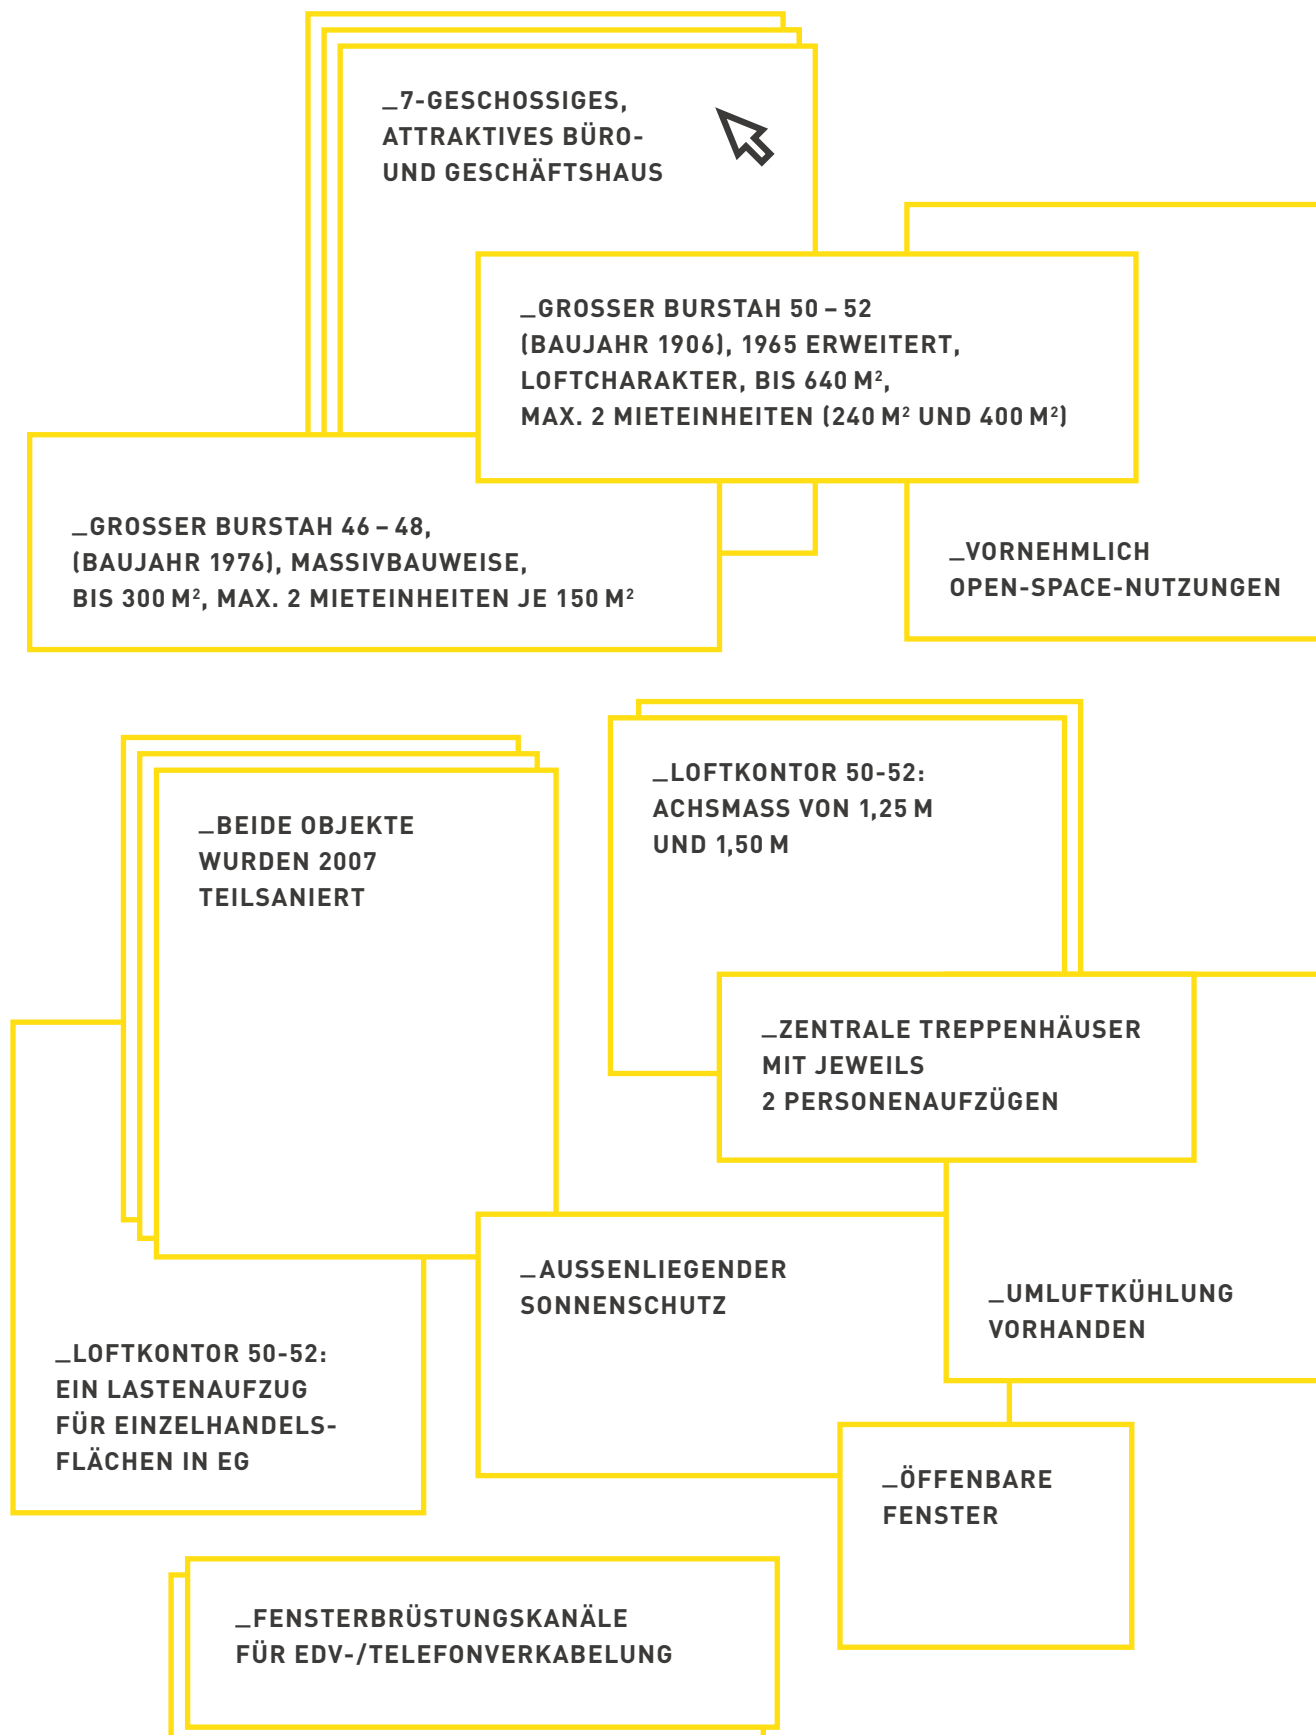 _7-GESCHOSSIGES,
ATTRAKTIVES BÜRO-
UND GESCHÄFTSHAUS
_GROSSER BURSTAH 50 – 52
(BAUJAHR 1906), 1965 ERWEITERT,
LOFTCHARAKTER, BIS 640 M²,
MAX. 2 MIETEINHEITEN (240 M² UND 400 M²)
_GROSSER BURSTAH 46 – 48,
(BAUJAHR 1976), MASSIVBAUWEISE,
BIS 300 M², MAX. 2 MIETEINHEITEN JE 150 M²
_VORNEHMLICH
OPEN-SPACE-NUTZUNGEN
_LOFTKONTOR 50-52:
ACHSMASS VON 1,25 M
UND 1,50 M
_BEIDE OBJEKTE
WURDEN 2007
TEILSANIERT
_ZENTRALE TREPPENHÄUSER
MIT JEWEILS
2 PERSONENAUFZÜGEN
_AUSSENLIEGENDER
SONNENSCHUTZ
_UMLUFTKÜHLUNG
VORHANDEN
_LOFTKONTOR 50-52:
EIN LASTENAUFZUG
FÜR EINZELHANDELS-
FLÄCHEN IN EG
_ÖFFENBARE
FENSTER
_FENSTERBRÜSTUNGSKANÄLE
FÜR EDV-/TELEFONVERKABELUNG